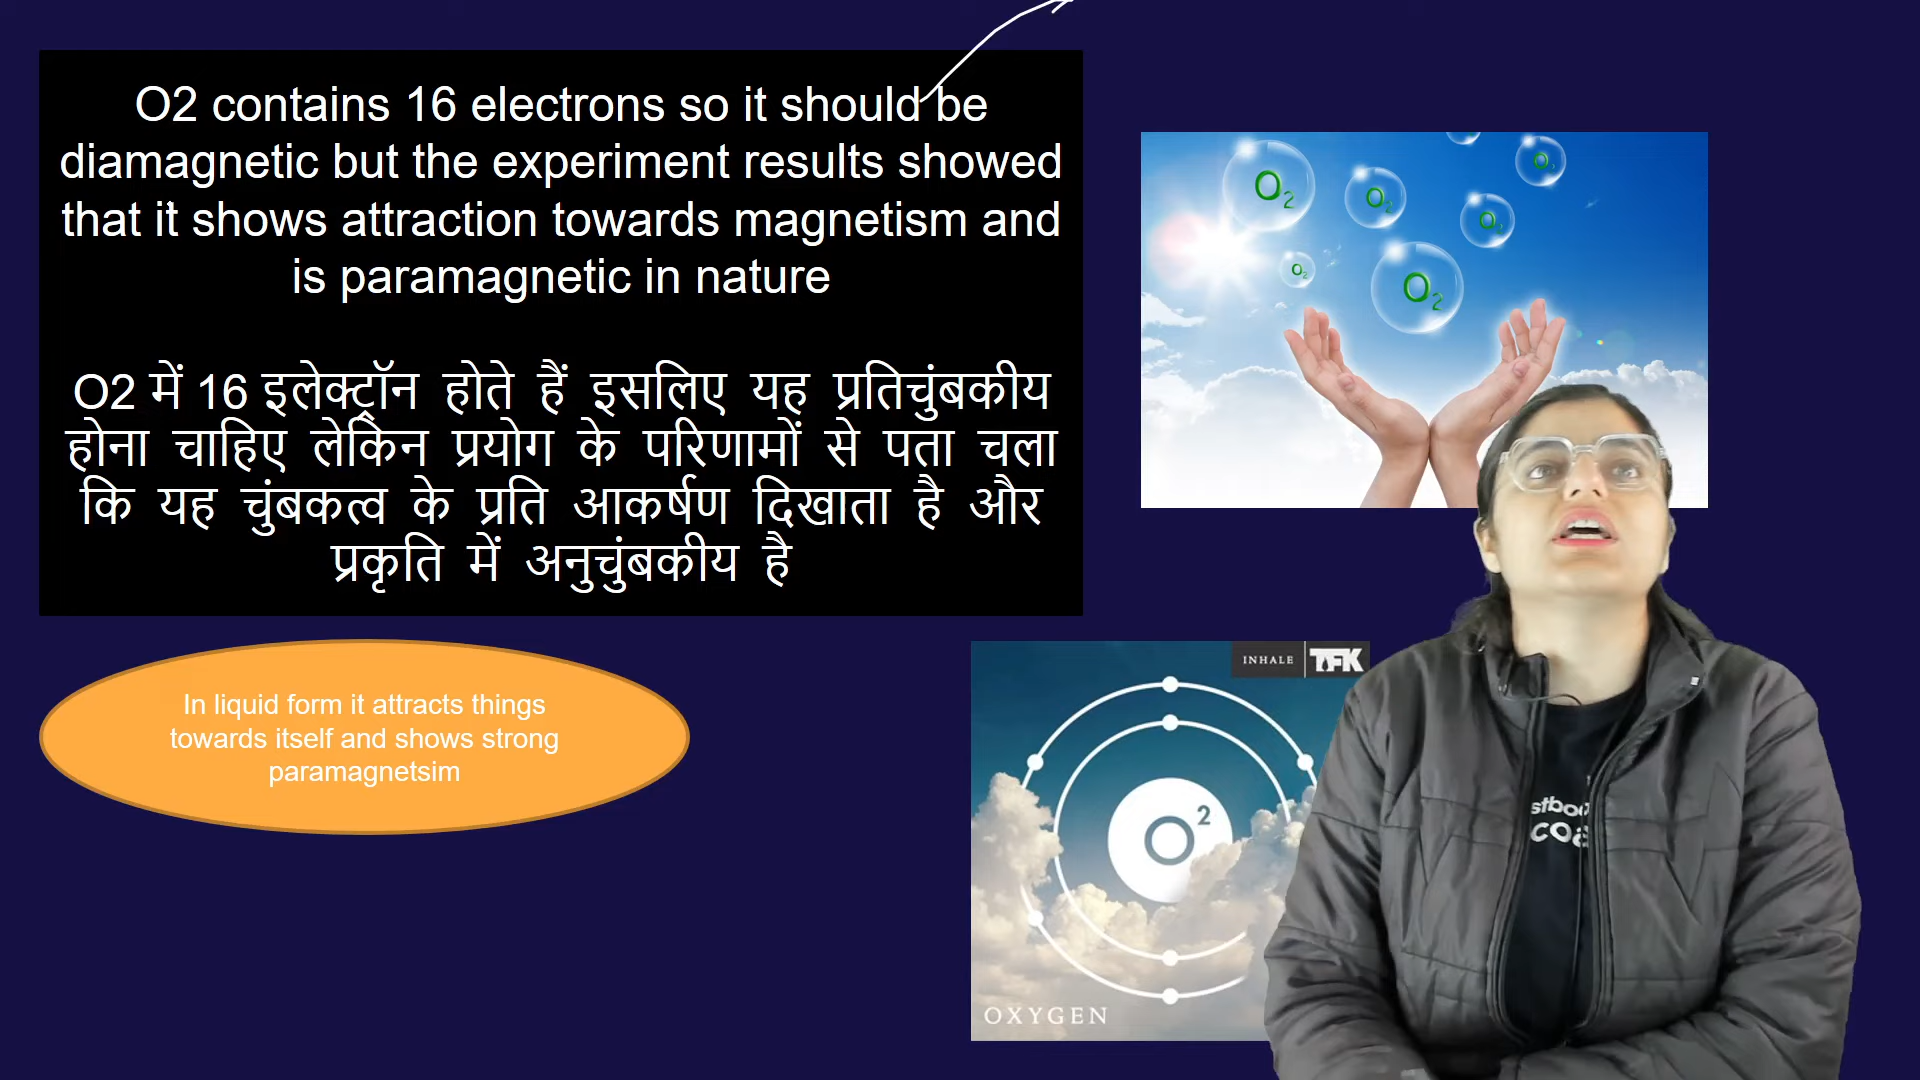 O2 contains 16 electrons so it should be
diamagnetic but the experiment results showed
that it shows attraction towards magnetism and
is paramagnetic in nature
O2 में 16 इलेक्ट्रॉन होते हैं इसलिए यह प्रतिचुंबकीय
होना चाहिए लेकिन प्रयोग के परिणामों से पता चला
कि यह चुंबकत्व के प्रति आकर्षण दिखाता है और
प्रकृति में अनुचुंबकीय है
In liquid form it attracts things
towards itself and shows strong
paramagnetsim
O2
O2
O2
O2
O2
O2
INHALE TFK
O2
OXYGEN